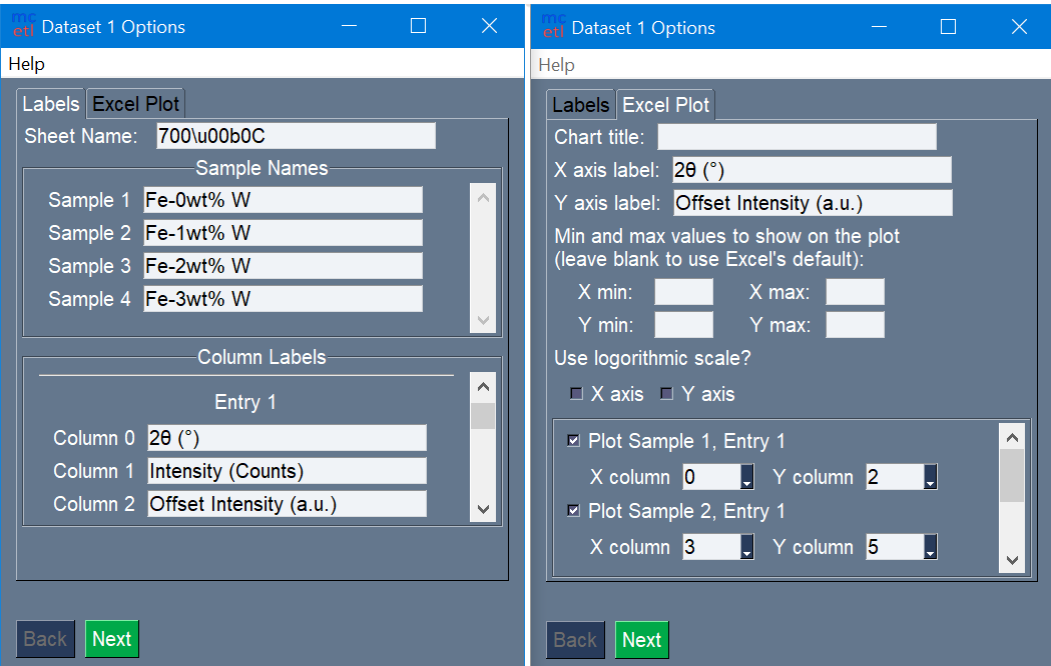 mc
etl Dataset 1 Options
Help
Labels Excel Plot
Sheet Name: 700\u00b0C
Sample Names
Sample 1 Fe-0wt% W
Sample 2 Fe-1wt% W
Sample 3 Fe-2wt% W
Sample 4 Fe-3wt% W
Column Labels
Entry 1
Column 0 2θ (°)
Column 1 Intensity (Counts)
Column 2 Offset Intensity (a.u.)
Back Next
mc
etl Dataset 1 Options
Help
Labels Excel Plot
Chart title:
X axis label: 2θ (°)
Y axis label: Offset Intensity (a.u.)
Min and max values to show on the plot
(leave blank to use Excel's default):
X min: X max:
Y min: Y max:
Use logorithmic scale?
X axis Y axis
Plot Sample 1, Entry 1
X column 0 Y column 2
Plot Sample 2, Entry 1
X column 3 Y column 5
Back Next